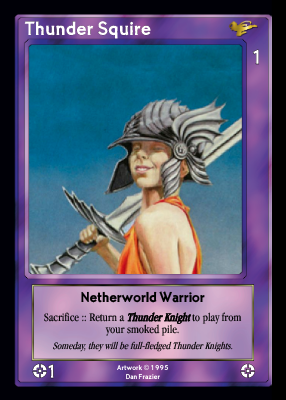 Thunder Squire
1
Netherworld Warrior
Sacrifice :: Return a Thunder Knight to play from
your smoked pile.
Someday, they will be full-fledged Thunder Knights.
1
Artwork © 1995
Dan Frazier